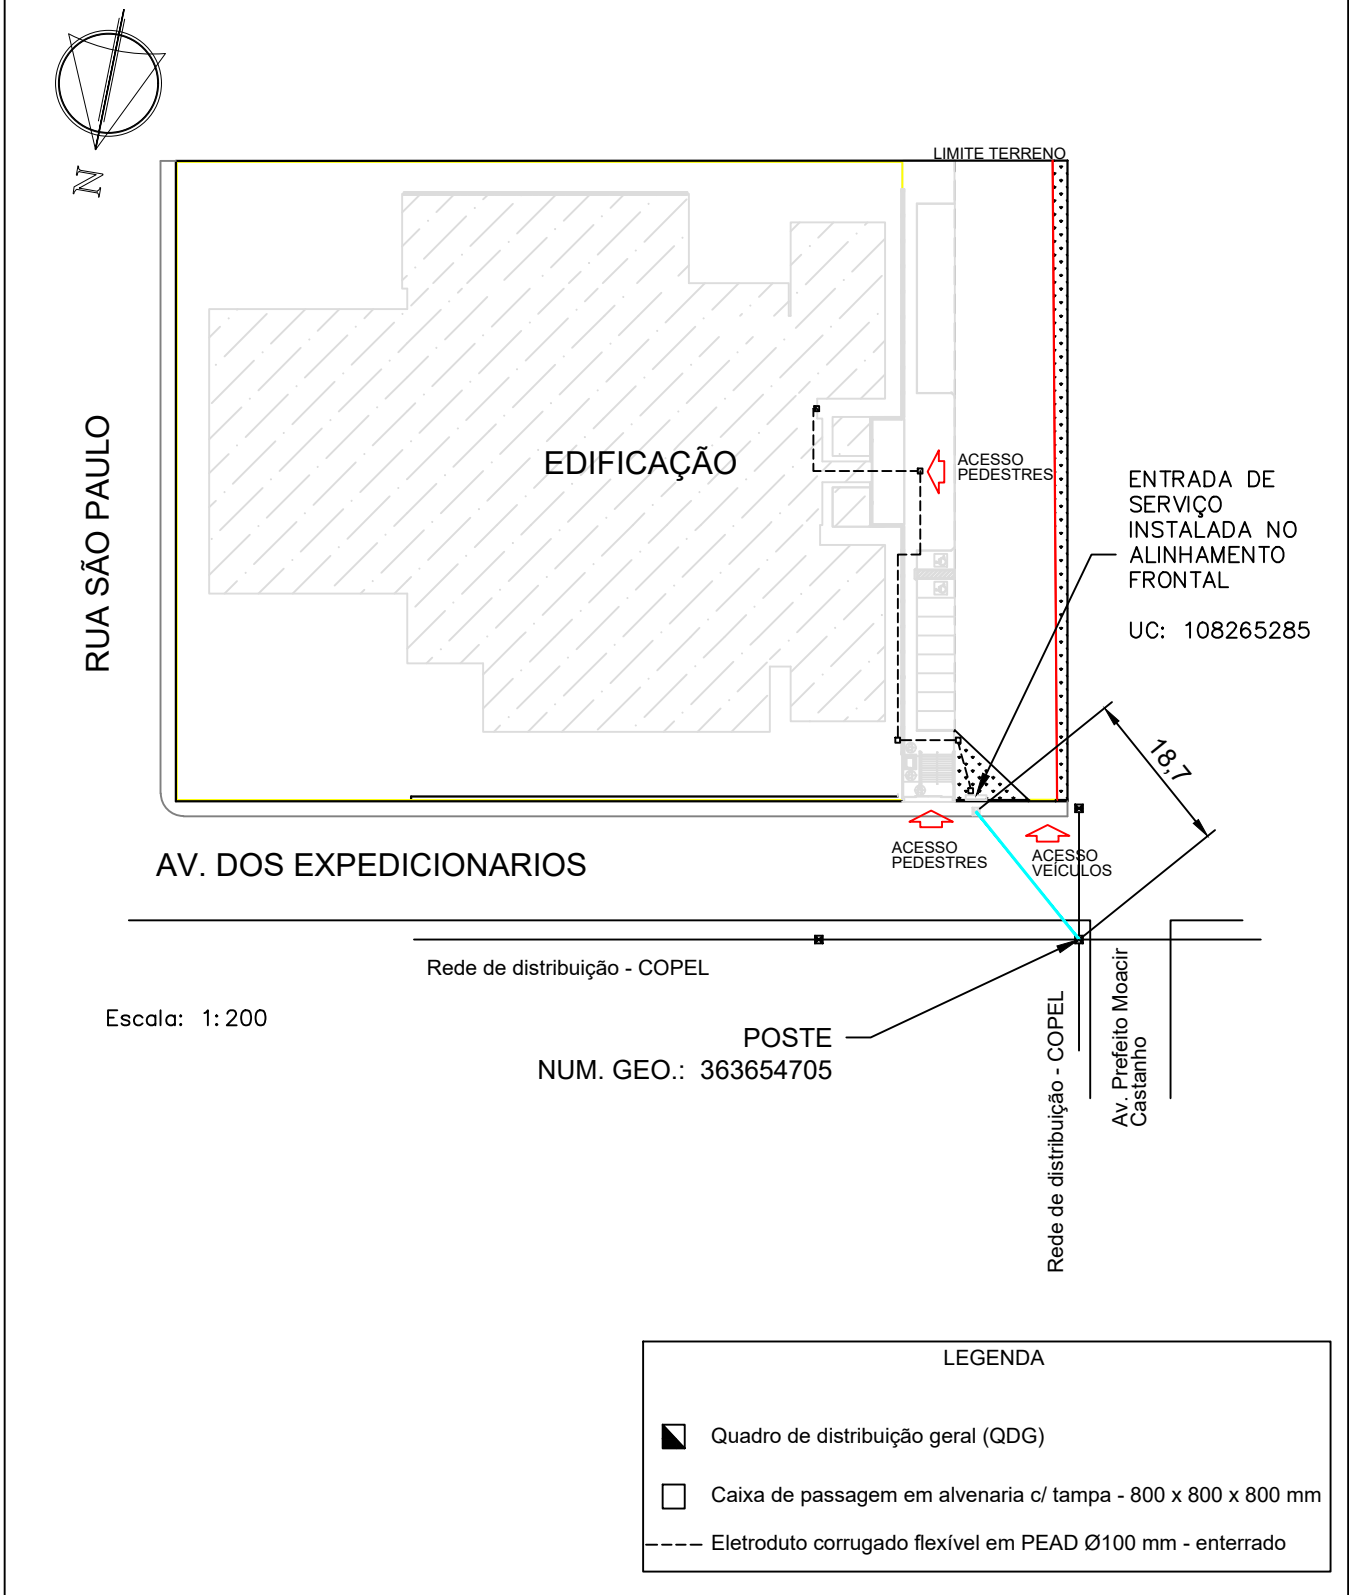 N
LIMITE TERRENO
RUA SÃO PAULO
EDIFICAÇÃO
ACESSO
PEDESTRES
ENTRADA DE
SERVIÇO
INSTALADA NO
ALINHAMENTO
FRONTAL
UC: 108265285
18,7
ACESSO
PEDESTRES
ACESSO
VEÍCULOS
AV. DOS EXPEDICIONARIOS
Rede de distribuição - COPEL
Escala: 1:200
POSTE
NUM. GEO.: 363654705
Rede de distribuição - COPEL
Av. Prefeito Moacir
Castanho
LEGENDA
Quadro de distribuição geral (QDG)
Caixa de passagem em alvenaria c/ tampa - 800 x 800 x 800 mm
Eletroduto corrugado flexível em PEAD Ø100 mm - enterrado